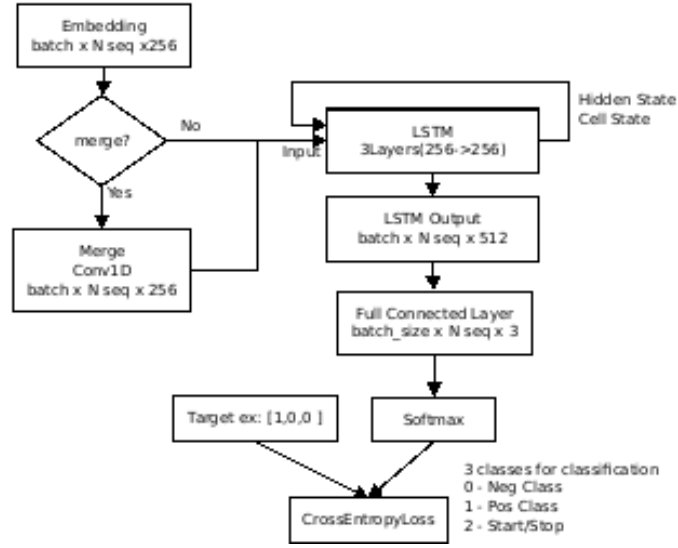 Embedding
batch x N seq x256
merge?
No
Yes
Merge
Conv1D
batch x N seq x 256
Input
LSTM
3Layers(256->256)
Hidden State
Cell State
LSTM Output
batch x N seq x 512
Full Connected Layer
batch_size x N seq x 3
Target ex: [1,0,0 ]
Softmax
CrossEntropyLoss
3 classes for classification
0 - Neg Class
1 - Pos Class
2 - Start/Stop